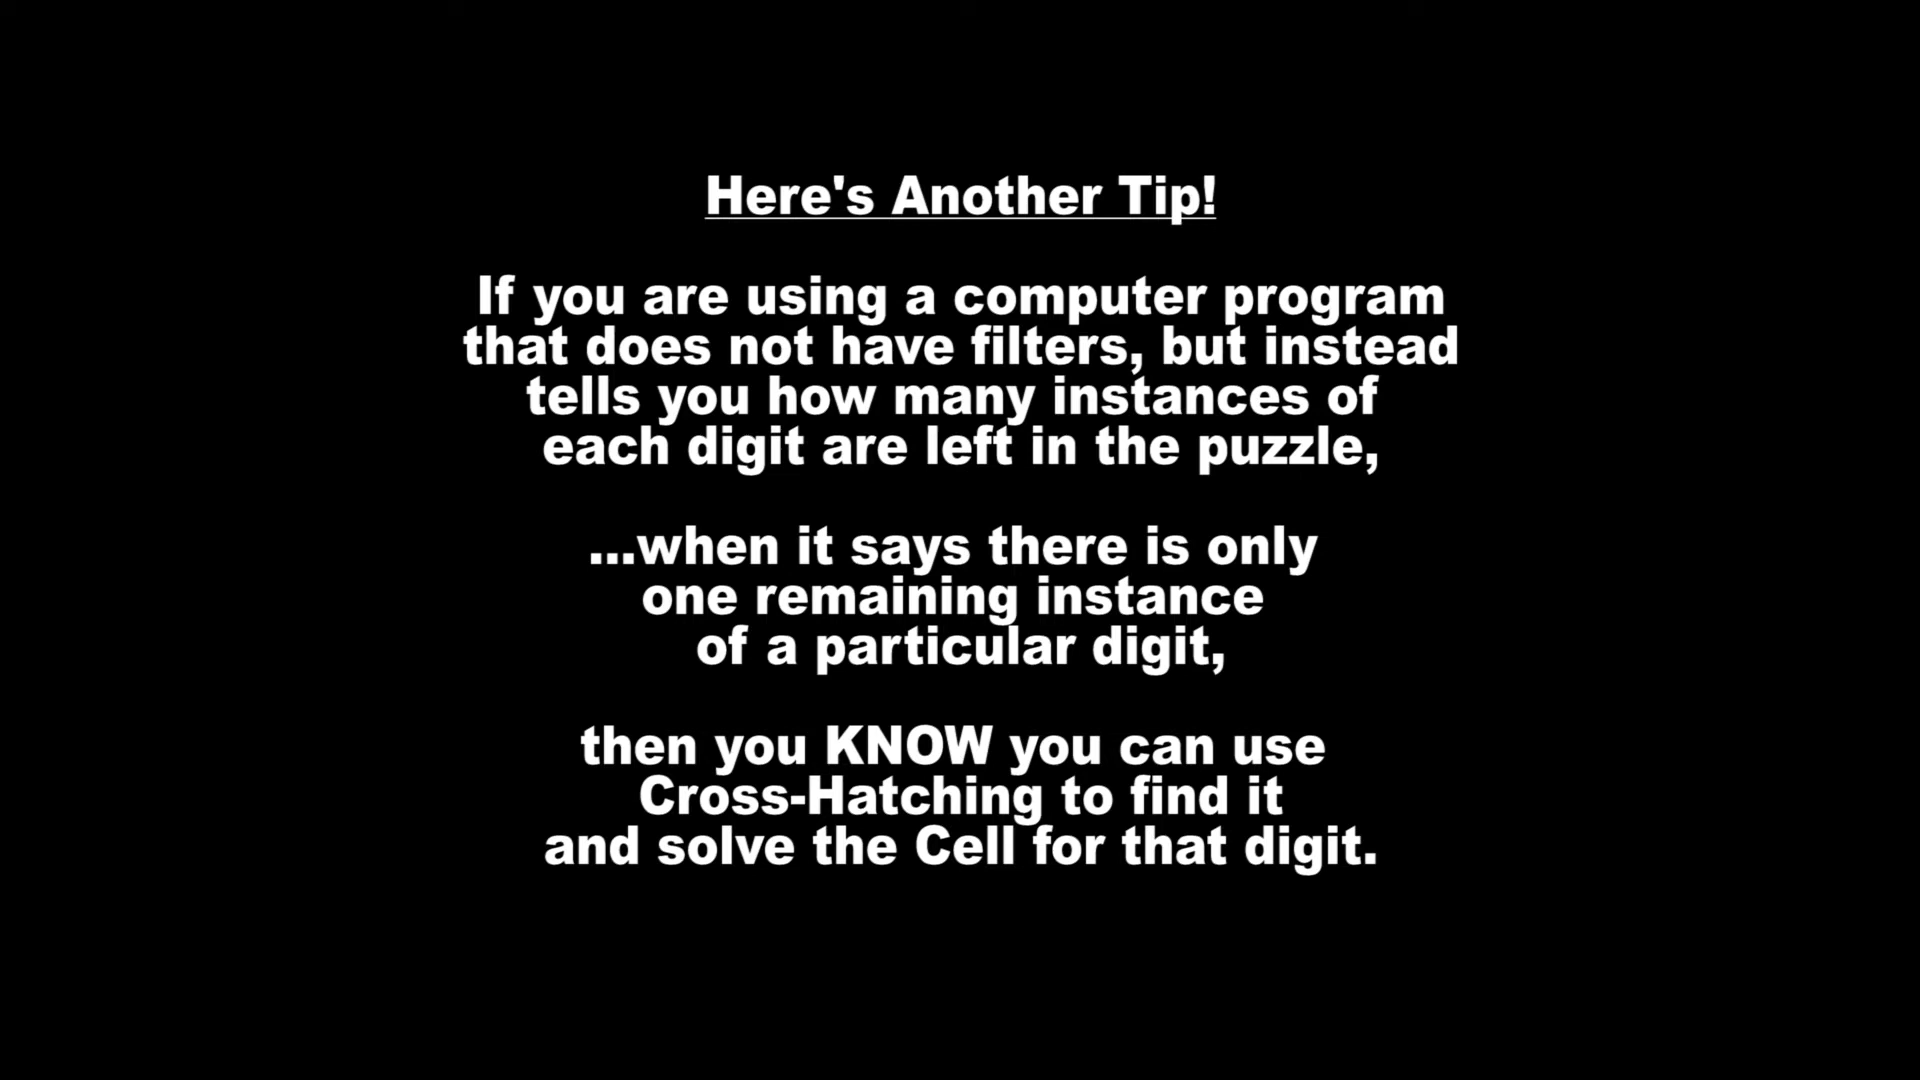 Here's Another Tip!
If you are using a computer program
that does not have filters, but instead
tells you how many instances of
each digit are left in the puzzle,
...when it says there is only
one remaining instance
of a particular digit,
then you KNOW you can use
Cross-Hatching to find it
and solve the Cell for that digit.